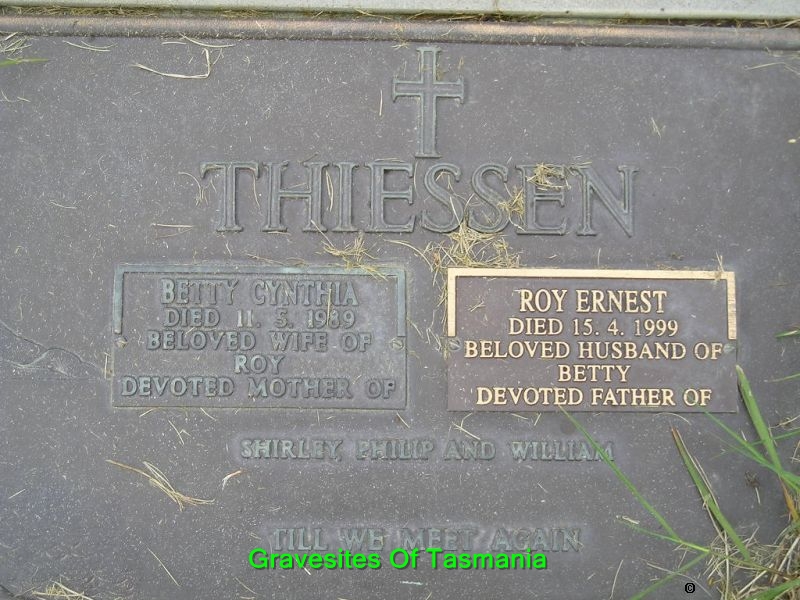 THIESSEN
BETTY CYNTHIA
DIED 11. 5. 1989
BELOVED WIFE OF
ROY
DEVOTED MOTHER OF
ROY ERNEST
DIED 15. 4. 1999
BELOVED HUSBAND OF
BETTY
DEVOTED FATHER OF
SHIRLEY, PHILIP AND WILLIAM
TILL WE MEET AGAIN
Gravesites Of Tasmania
©